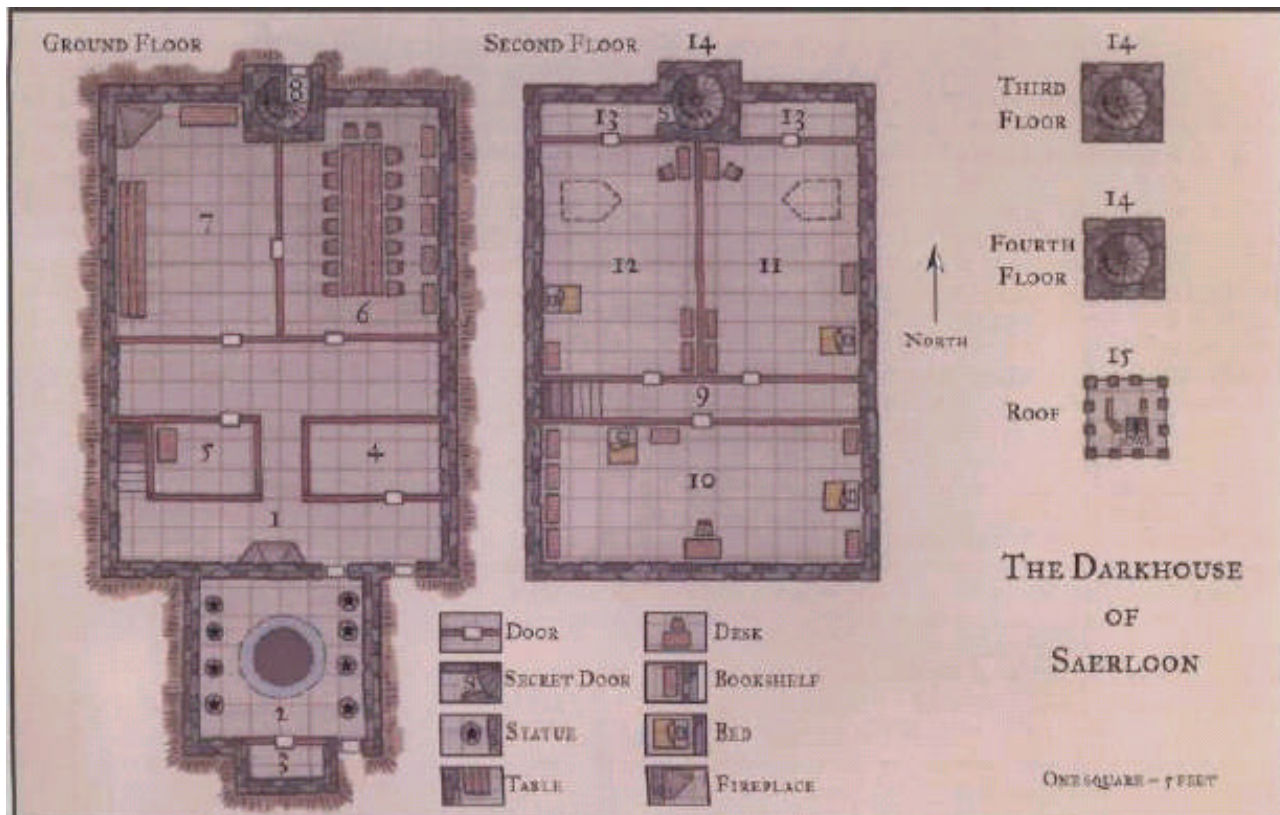 GROUND FLOOR
SECOND FLOOR
14
14
THIRD
FLOOR
8
13
S
13
7
6
12
11
14
FOURTH
FLOOR
NORTH
9
15
ROOF
5
4
10
1
2
3
DOOR
DESK
SECRET DOOR
S
BOOKSHELF
STATUE
BED
TABLE
FIREPLACE
THE DARKHOUSE
OF
SAERLOON
ONE SQUARE = 5 FEET